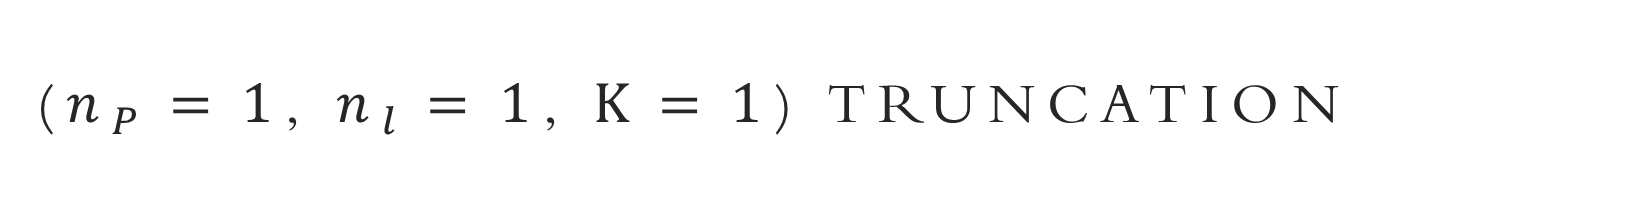 (n_P = 1, n_l = 1, K = 1) TRUNCATION